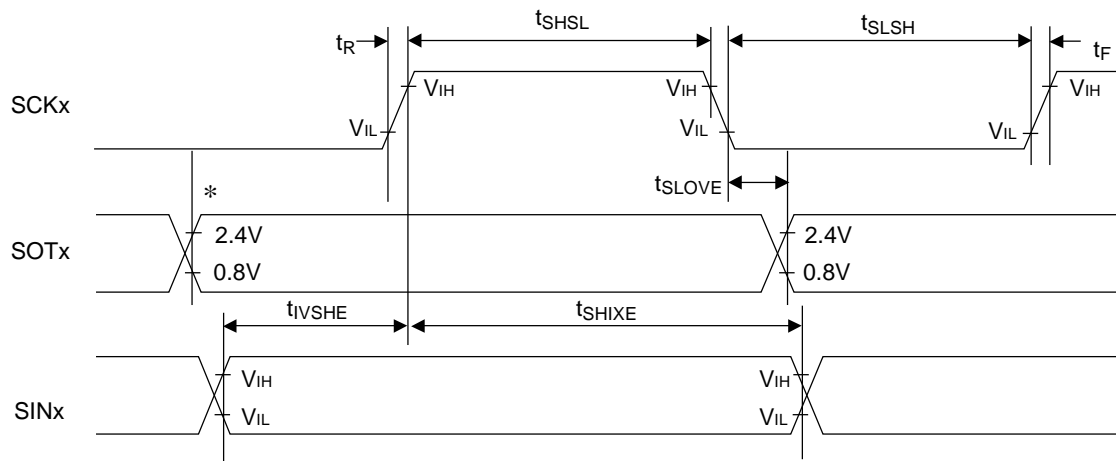 tSHSL
tSLSH
tR
tF
SCKx
VIH
VIH
VIH
VIL
VIL
VIL
tSLOVE
*
SOTx
2.4V
2.4V
0.8V
0.8V
tIVSHE
tSHIXE
SINx
VIH
VIH
VIL
VIL